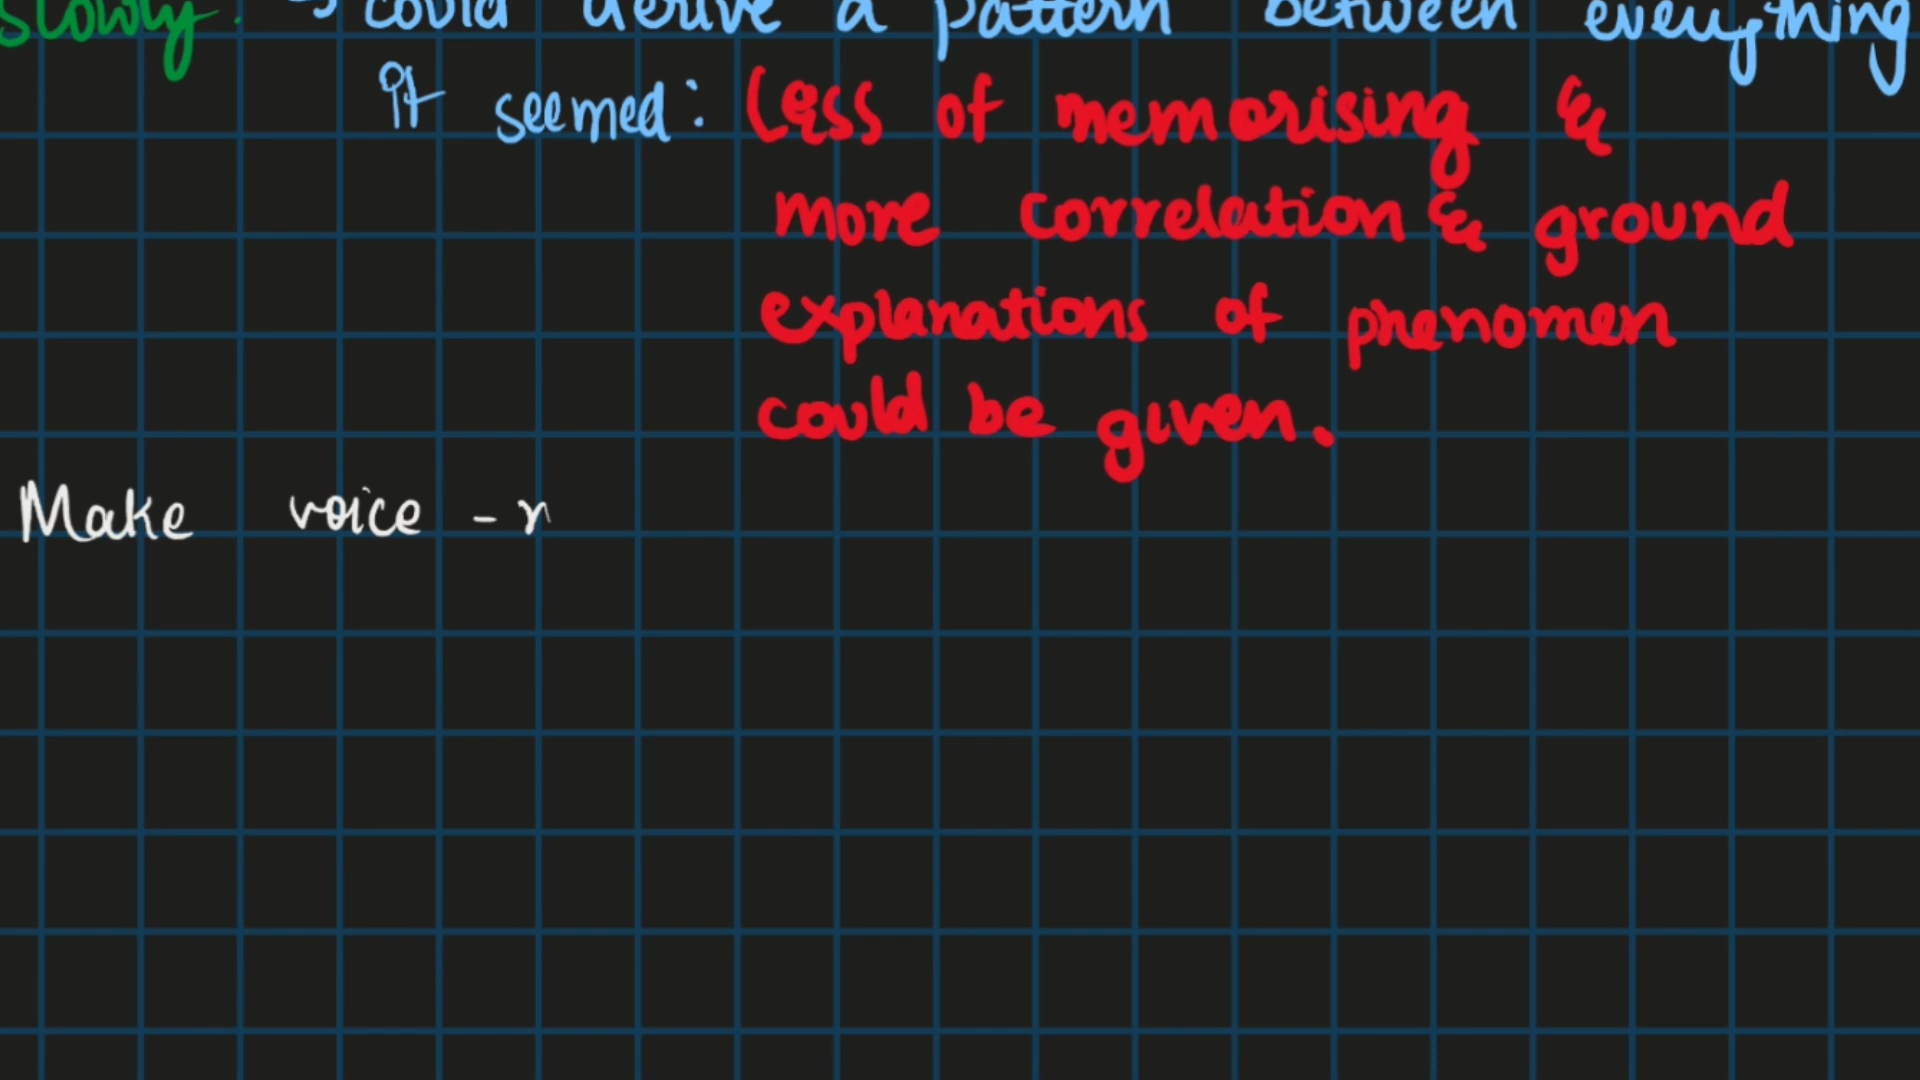 slowly. → could derive a pattern between everything
it seemed: Less of memorising &
more correlation & ground
explanations of phenomen
could be given.
Make voice - r